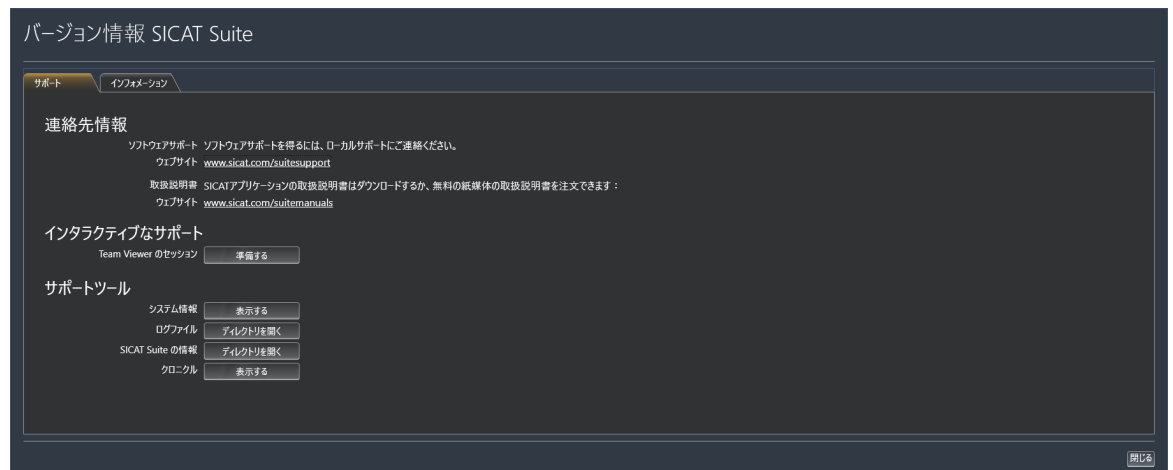 バージョン情報 SICAT Suite
サポート インフォメーション
連絡先情報
ソフトウェアサポート ソフトウェアサポートを得るには、ローカルサポートにご連絡ください。
ウェブサイト www.sicat.com/suitesupport
取扱説明書 SICATアプリケーションの取扱説明書はダウンロードするか、無料の紙媒体の取扱説明書を注文できます：
ウェブサイト www.sicat.com/suitemanuals
インタラクティブなサポート
Team Viewer のセッション 準備する
サポートツール
システム情報 表示する
ログファイル ディレクトリを開く
SICAT Suite の情報 ディレクトリを開く
クロニクル 表示する
閉じる